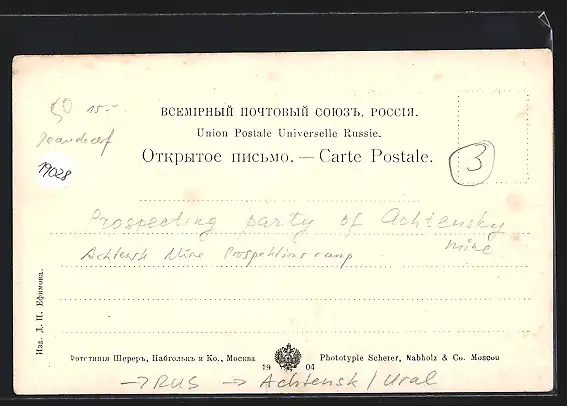 50 15.-
19028
ВСЕМІРНЫЙ ПОЧТОВЫЙ СОЮЗЪ. РОССІЯ.
Union Postale Universelle Russie.
Открытое письмо. — Carte Postale.
3
Prospecting party of Achtensky
mine
Achtensk Mine Prospektions camp
Изд. Д. П. Ефимова.
Фототипія Шереръ, Набгольцъ и Ко., Москва
19 04
Phototypie Scherer, Nabholz & Co. Moscou
→ RUS → Achtensk / Ural